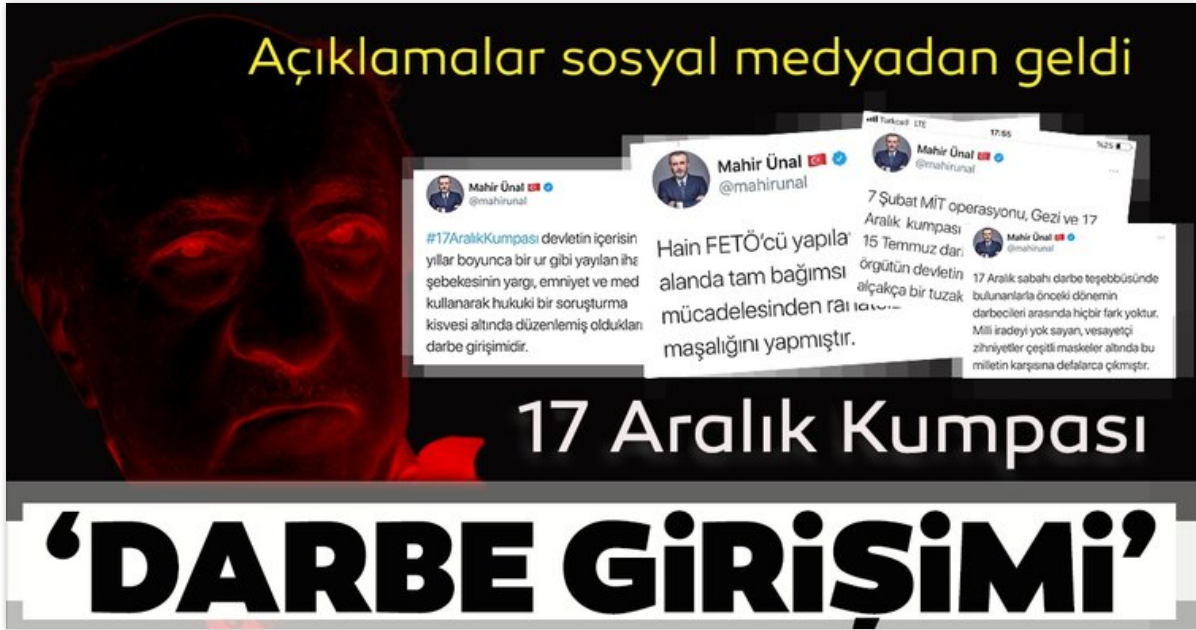 Açıklamalar sosyal medyadan geldi
Mahir Ünal
@mahirunal
#17AralıkKumpası devletin içerisin
yıllar boyunca bir ur gibi yayılan iha
şebekesinin yargı, emniyet ve med
kullanarak hukuki bir soruşturma
kisvesi altında düzenlemiş oldukları
darbe girişimidir.
Mahir Ünal
@mahirunal
Hain FETÖ'cü yapıla
alanda tam bağımsı
mücadelesinden
maşalığını yapmıştır.
Turkcell LTE
17:55
%25
Mahir Ünal
@mahirunal
7 Şubat MİT operasyonu, Gezi ve 17
Aralık kumpası
15 Temmuz dar
örgütün devletin
alçakça bir tuzak
Mahir Ünal
@mahirunal
17 Aralık sabahı darbe teşebbüsünde
bulunanlarla önceki dönemin
darbecileri arasında hiçbir fark yoktur.
Milli iradeyi yok sayan, vesayetçi
zihniyetler çeşitli maskeler altında bu
milletin karşısına defalarca çıkmıştır.
17 Aralık Kumpası
'DARBE GİRİŞİMİ'